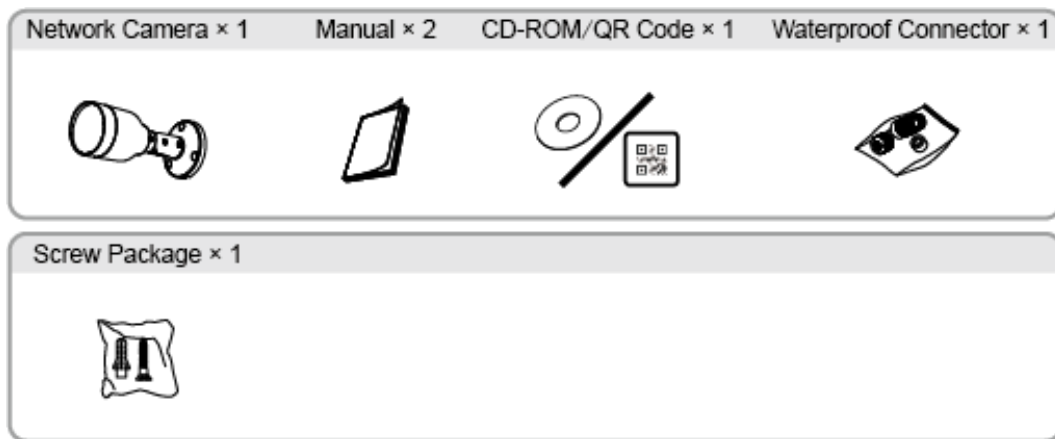 Network Camera × 1 Manual × 2 CD-ROM/QR Code × 1 Waterproof Connector × 1
Screw Package × 1